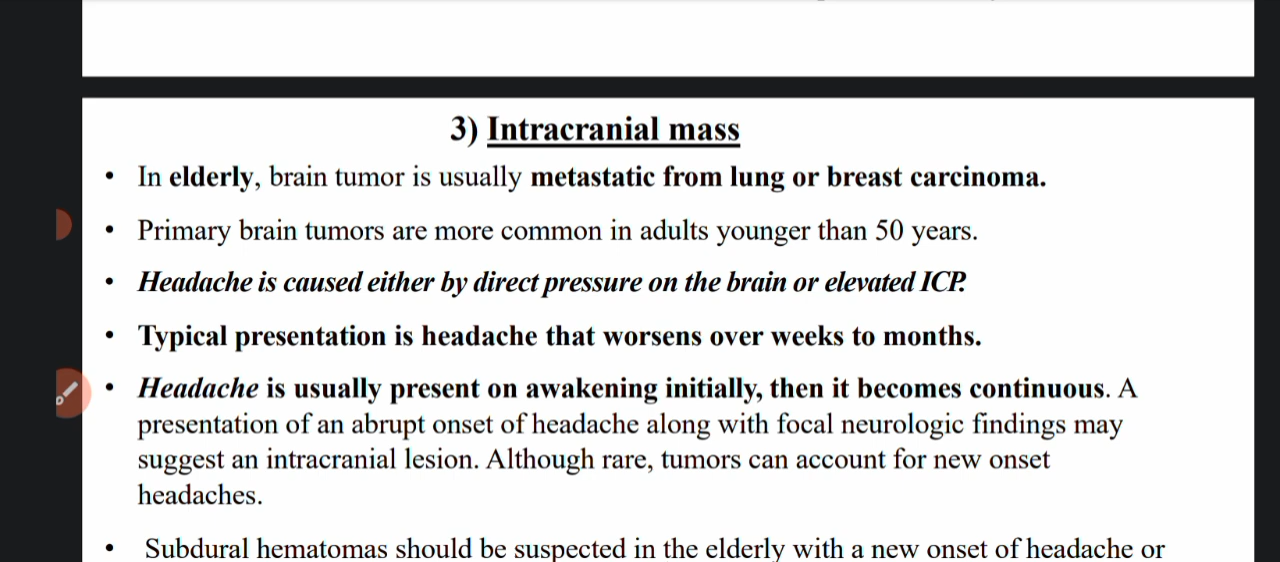 3) Intracranial mass
• In elderly, brain tumor is usually metastatic from lung or breast carcinoma.
• Primary brain tumors are more common in adults younger than 50 years.
• Headache is caused either by direct pressure on the brain or elevated ICP.
• Typical presentation is headache that worsens over weeks to months.
• Headache is usually present on awakening initially, then it becomes continuous. A
presentation of an abrupt onset of headache along with focal neurologic findings may
suggest an intracranial lesion. Although rare, tumors can account for new onset
headaches.
• Subdural hematomas should be suspected in the elderly with a new onset of headache or